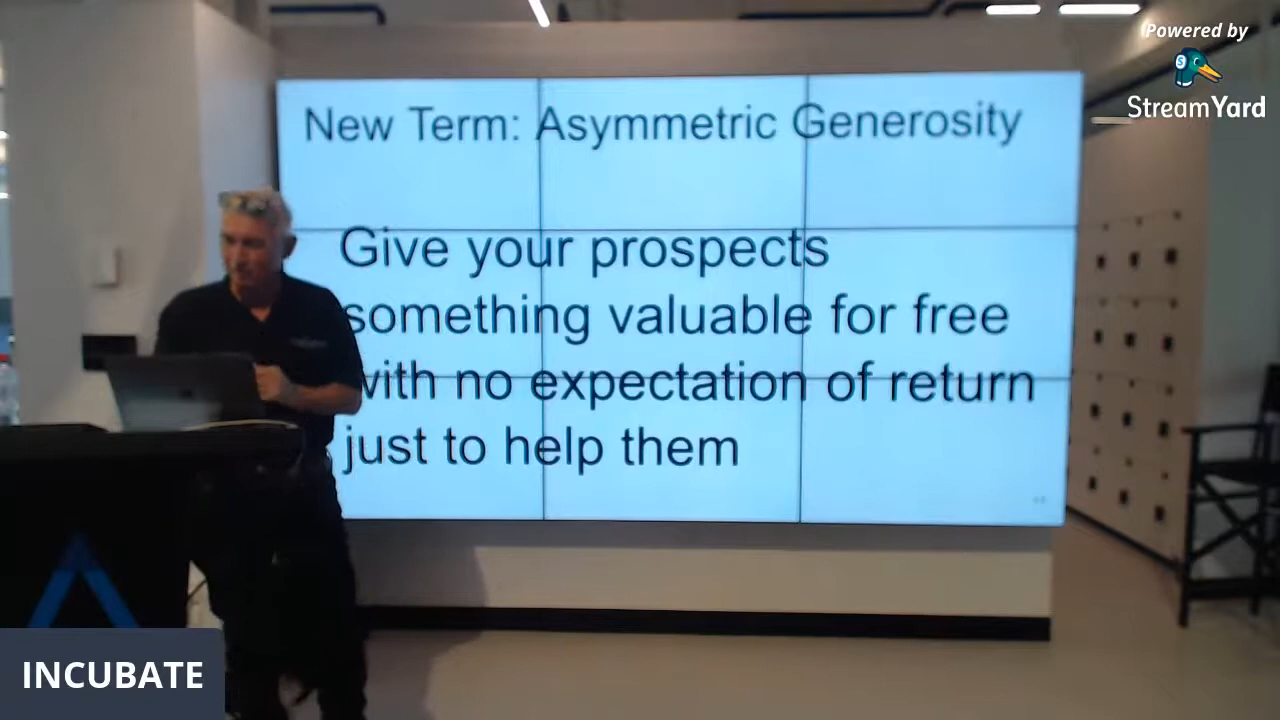 Powered by
StreamYard
New Term: Asymmetric Generosity
Give your prospects
something valuable for free
with no expectation of return
just to help them
INCUBATE